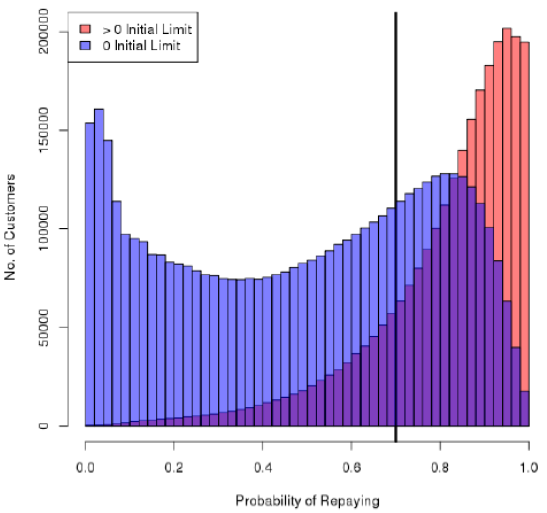 > 0 Initial Limit
0 Initial Limit
200000
150000
100000
50000
0
No. of Customers
0.0 0.2 0.4 0.6 0.8 1.0
Probability of Repaying